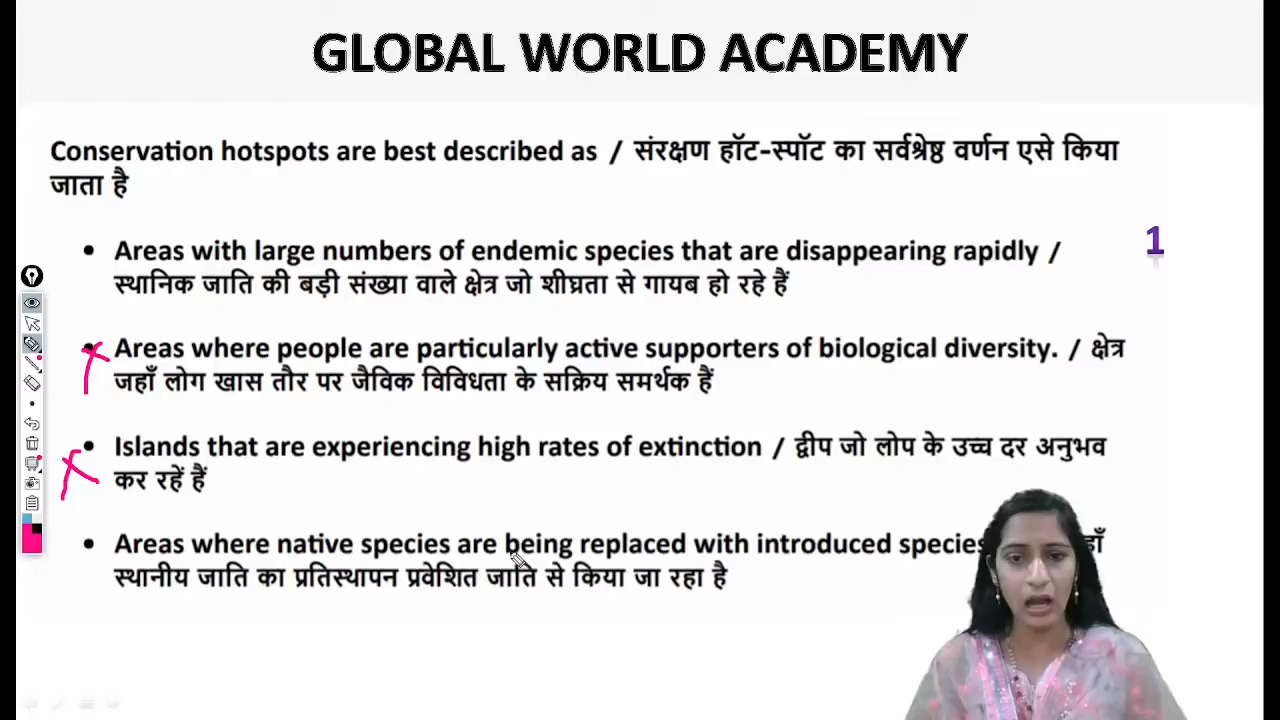 GLOBAL WORLD ACADEMY
Conservation hotspots are best described as / संरक्षण हॉट-स्पॉट का सर्वश्रेष्ठ वर्णन एसे किया
जाता है
• Areas with large numbers of endemic species that are disappearing rapidly /
1
स्थानिक जाति की बड़ी संख्या वाले क्षेत्र जो शीघ्रता से गायब हो रहे हैं
• Areas where people are particularly active supporters of biological diversity. / क्षेत्र
जहाँ लोग खास तौर पर जैविक विविधता के सक्रिय समर्थक हैं
• Islands that are experiencing high rates of extinction / द्वीप जो लोप के उच्च दर अनुभव
कर रहें हैं
• Areas where native species are being replaced with introduced species
स्थानीय जाति का प्रतिस्थापन प्रवेशित जाति से किया जा रहा है